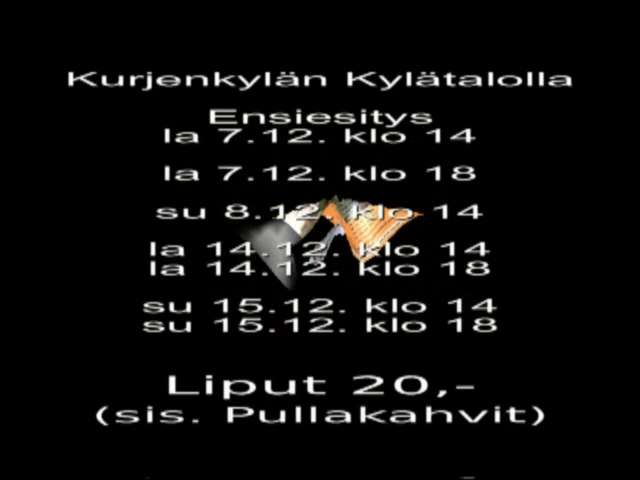 Kurjenkylän Kylätalolla
Ensiesitys
la 7.12. klo 14
la 7.12. klo 18
su 8.12. klo 14
la 14.12. klo 14
la 14.12. klo 18
su 15.12. klo 14
su 15.12. klo 18
Liput 20,-
(sis. Pullakahvit)